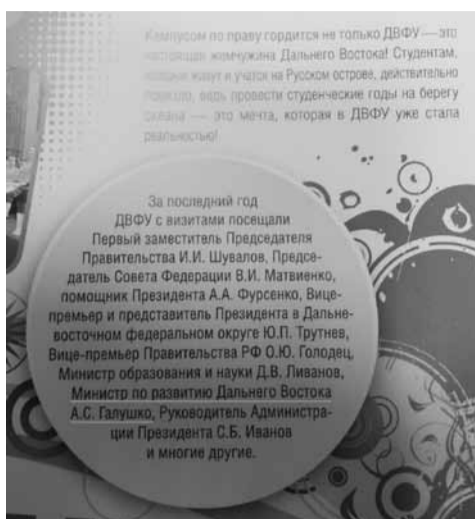 Кампусом по праву гордится не только ДВФУ — это
настоящая жемчужина Дальнего Востока! Студентам,
которые живут и учатся на Русском острове, действительно
повезло, ведь провести студенческие годы на берегу
океана — это мечта, которая в ДВФУ уже стала
реальностью!
За последний год
ДВФУ с визитами посещали
Первый заместитель Председателя
Правительства И.И. Шувалов, Предсе-
датель Совета Федерации В.И. Матвиенко,
помощник Президента А.А. Фурсенко, Вице-
премьер и представитель Президента в Дальне-
восточном федеральном округе Ю.П. Трутнев,
Вице-премьер Правительства РФ О.Ю. Голодец,
Министр образования и науки Д.В. Ливанов,
Министр по развитию Дальнего Востока
А.С. Галушко, Руководитель Администра-
ции Президента С.Б. Иванов
и многие другие.